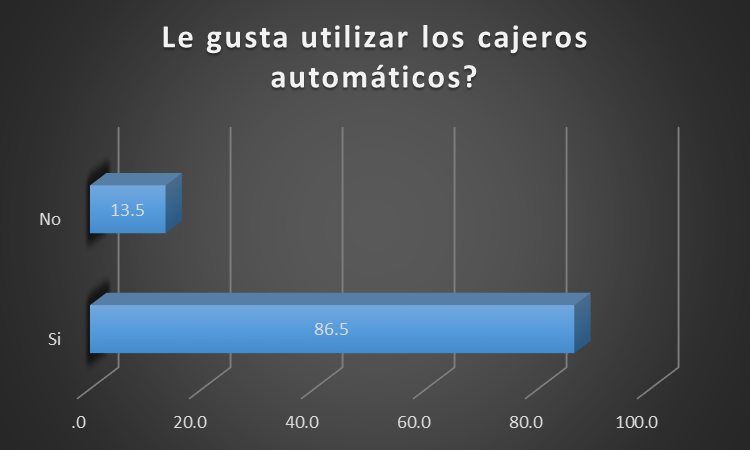 Le gusta utilizar los cajeros
automáticos?
No
13.5
Si
86.5
.0 20.0 40.0 60.0 80.0 100.0